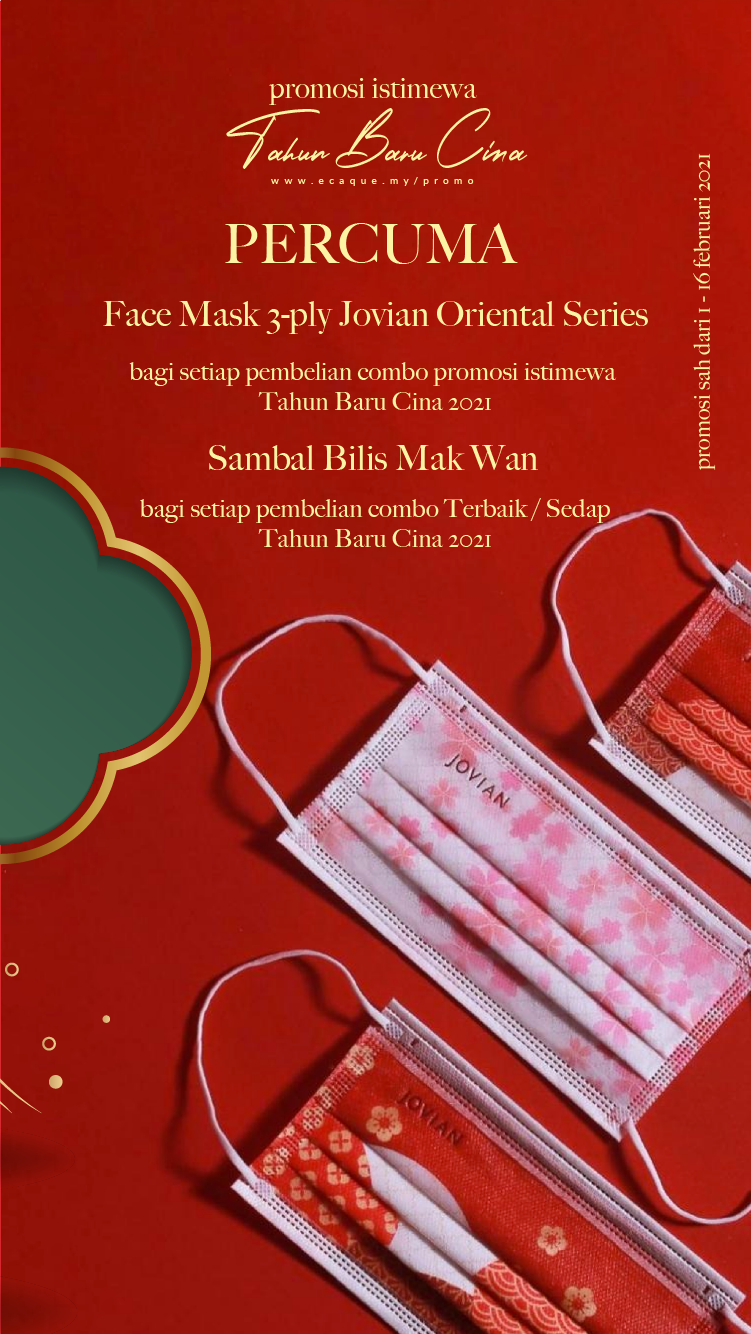 promosi istimewa
Tahun Baru Cina
www.ecaque.my/promo
PERCUMA
Face Mask 3-ply Jovian Oriental Series
bagi setiap pembelian combo promosi istimewa
Tahun Baru Cina 2021
Sambal Bilis Mak Wan
bagi setiap pembelian combo Terbaik / Sedap
Tahun Baru Cina 2021
promosi sah dari 1 - 16 februari 2021
JOVIAN
JOVIAN